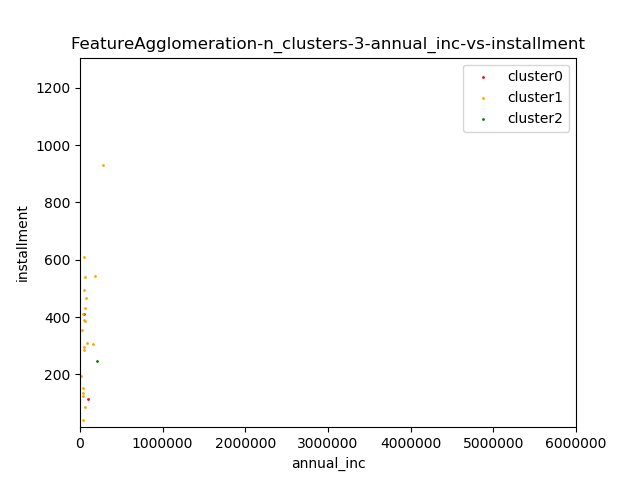 FeatureAgglomeration-n_clusters-3-annual_inc-vs-installment
cluster0
cluster1
cluster2
1200
1000
800
600
400
200
installment
0 1000000 2000000 3000000 4000000 5000000 6000000
annual_inc